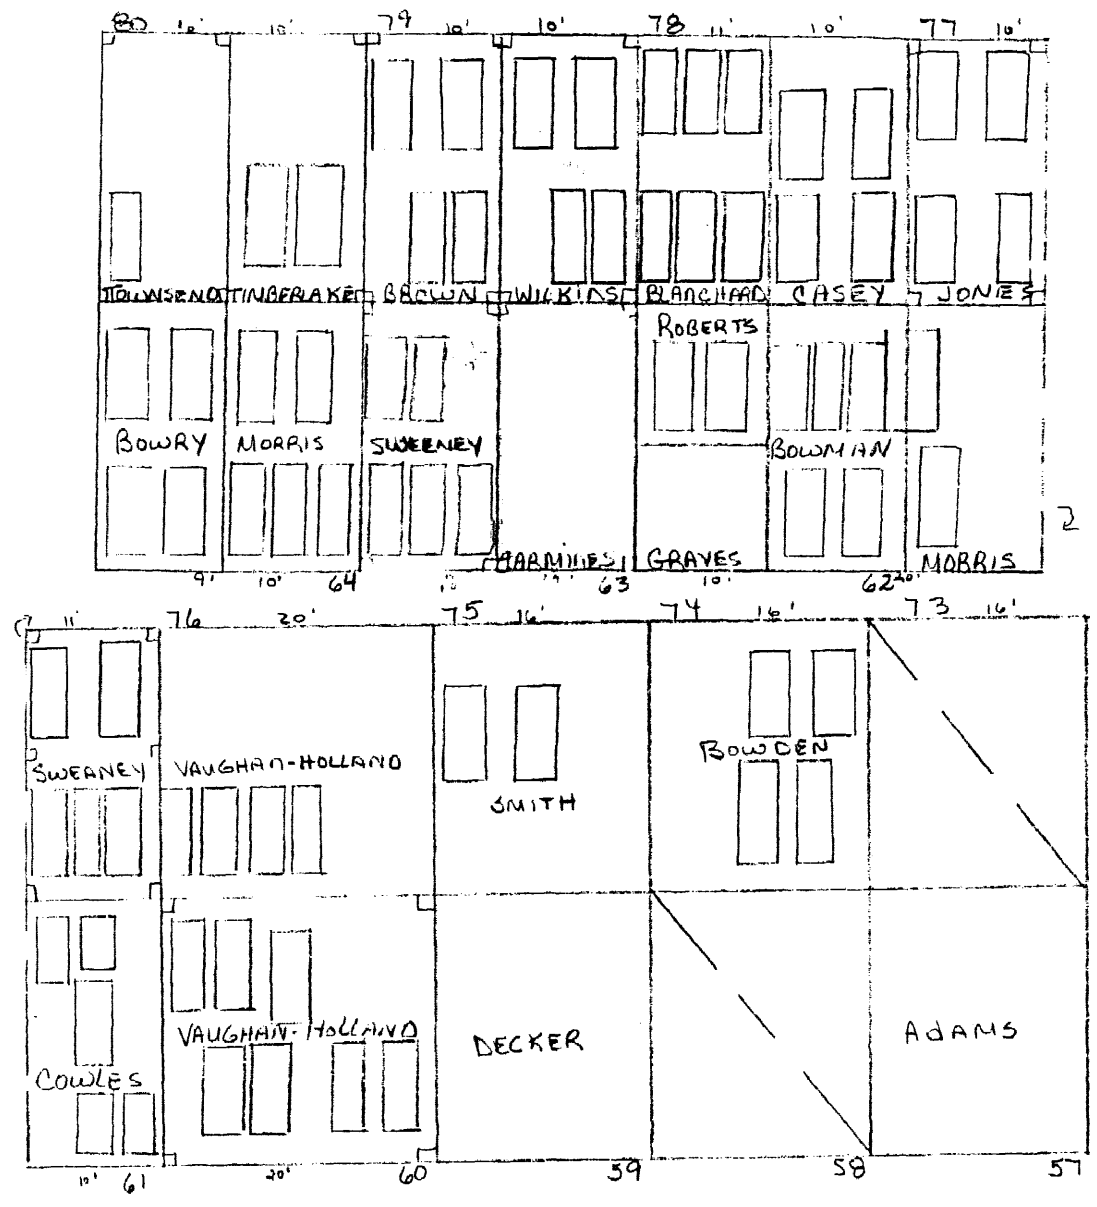 80 10' 10' 79 10' 10' 78 11' 10' 77 10'
TOWNSEND TIMBERLAKE BROWN WILKINS BLANCHARD CASEY JONES
ROBERTS
BOWRY MORRIS SWEENEY BOWMAN
GRAVES MORRIS
9' 10' 64 63 10' 62 20'
11' 76 20' 75 16' 74 16' 73 16'
BOWDEN
SWEANEY VAUGHAN-HOLLAND
SMITH
VAUGHAN-HOLLAND DECKER ADAMS
COWLES
10' 61 20' 60 59 58 57